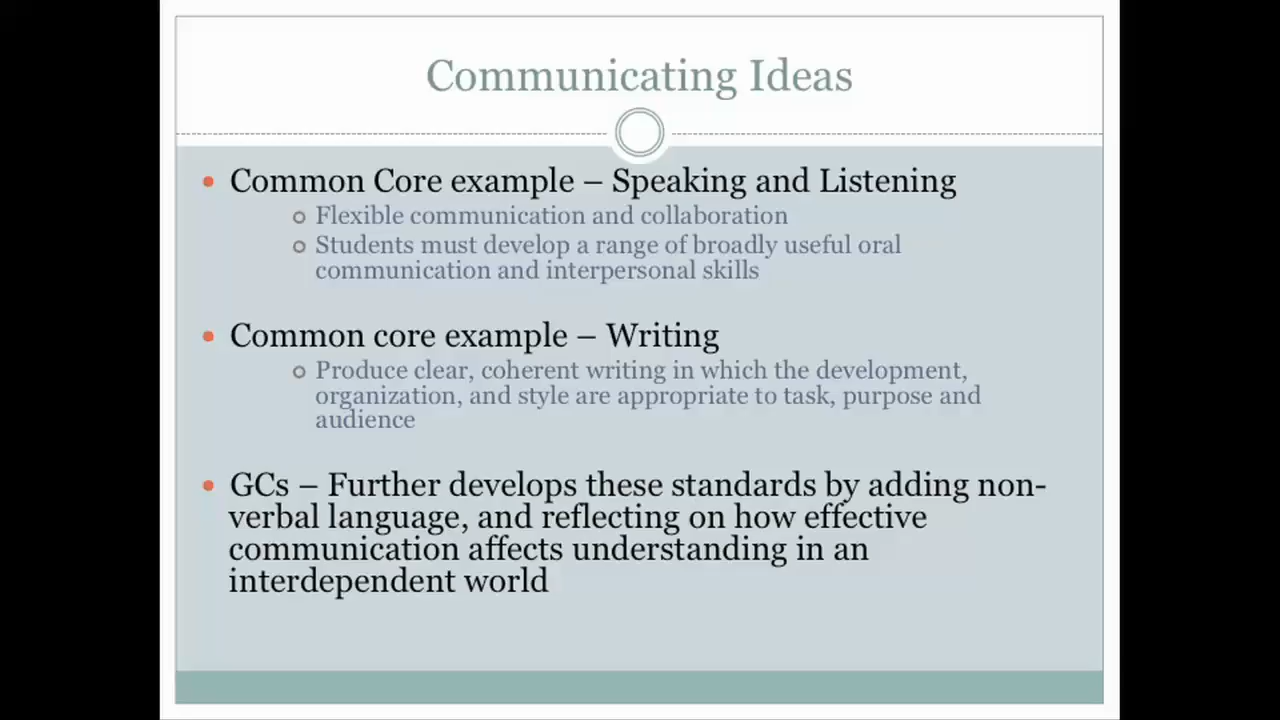 Communicating Ideas
Common Core example – Speaking and Listening
Flexible communication and collaboration
Students must develop a range of broadly useful oral
communication and interpersonal skills
Common core example – Writing
Produce clear, coherent writing in which the development,
organization, and style are appropriate to task, purpose and
audience
GCs – Further develops these standards by adding non-
verbal language, and reflecting on how effective
communication affects understanding in an
interdependent world